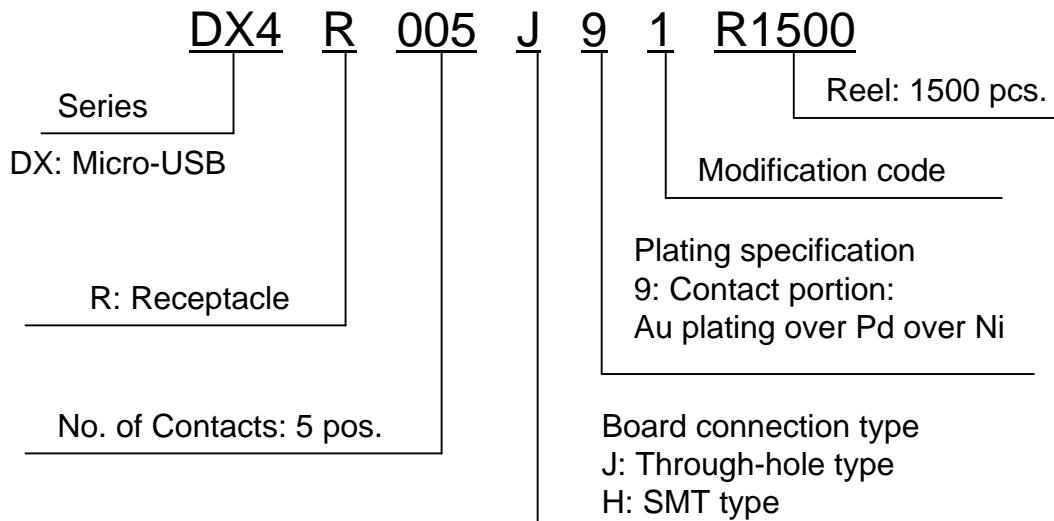 DX4 R 005 J 9 1 R1500
Series
DX: Micro-USB
Reel: 1500 pcs.
Modification code
R: Receptacle
Plating specification
9: Contact portion:
Au plating over Pd over Ni
No. of Contacts: 5 pos.
Board connection type
J: Through-hole type
H: SMT type